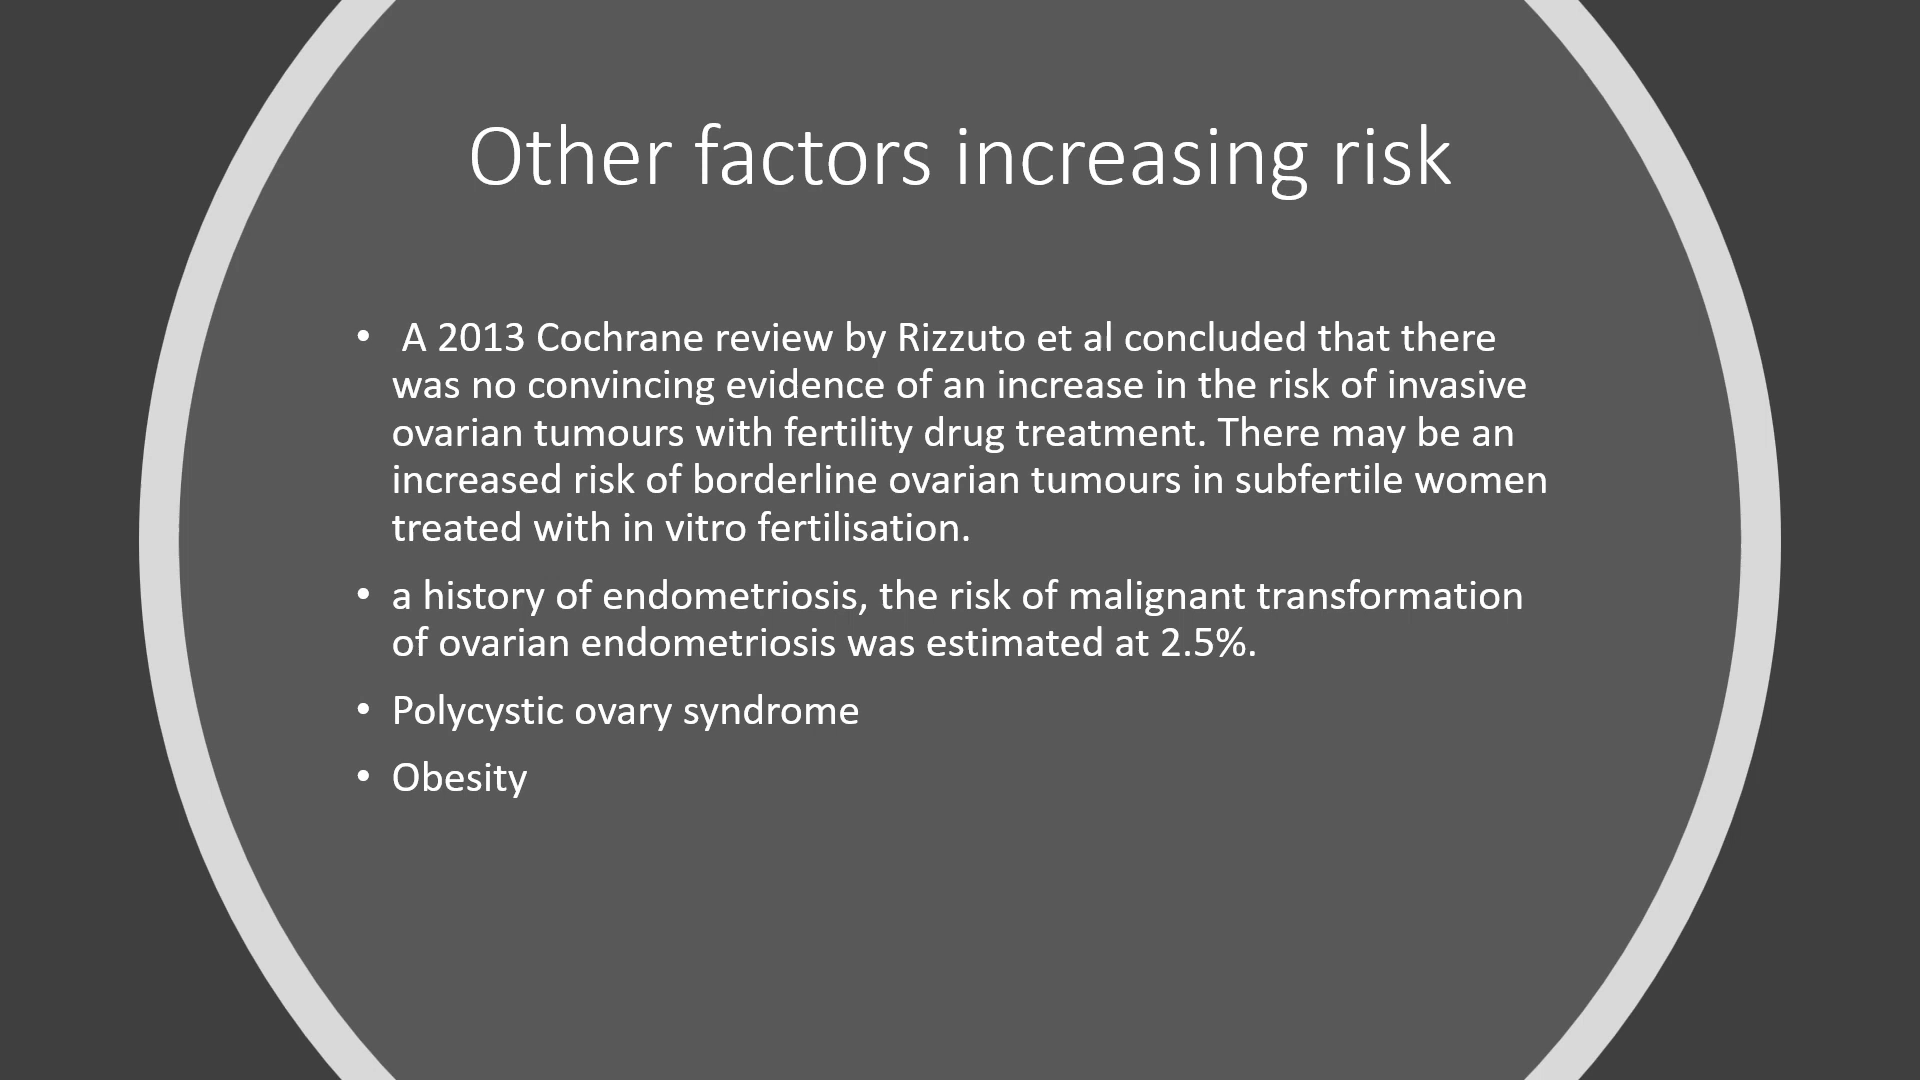 Other factors increasing risk
• A 2013 Cochrane review by Rizzuto et al concluded that there
was no convincing evidence of an increase in the risk of invasive
ovarian tumours with fertility drug treatment. There may be an
increased risk of borderline ovarian tumours in subfertile women
treated with in vitro fertilisation.
• a history of endometriosis, the risk of malignant transformation
of ovarian endometriosis was estimated at 2.5%.
• Polycystic ovary syndrome
• Obesity